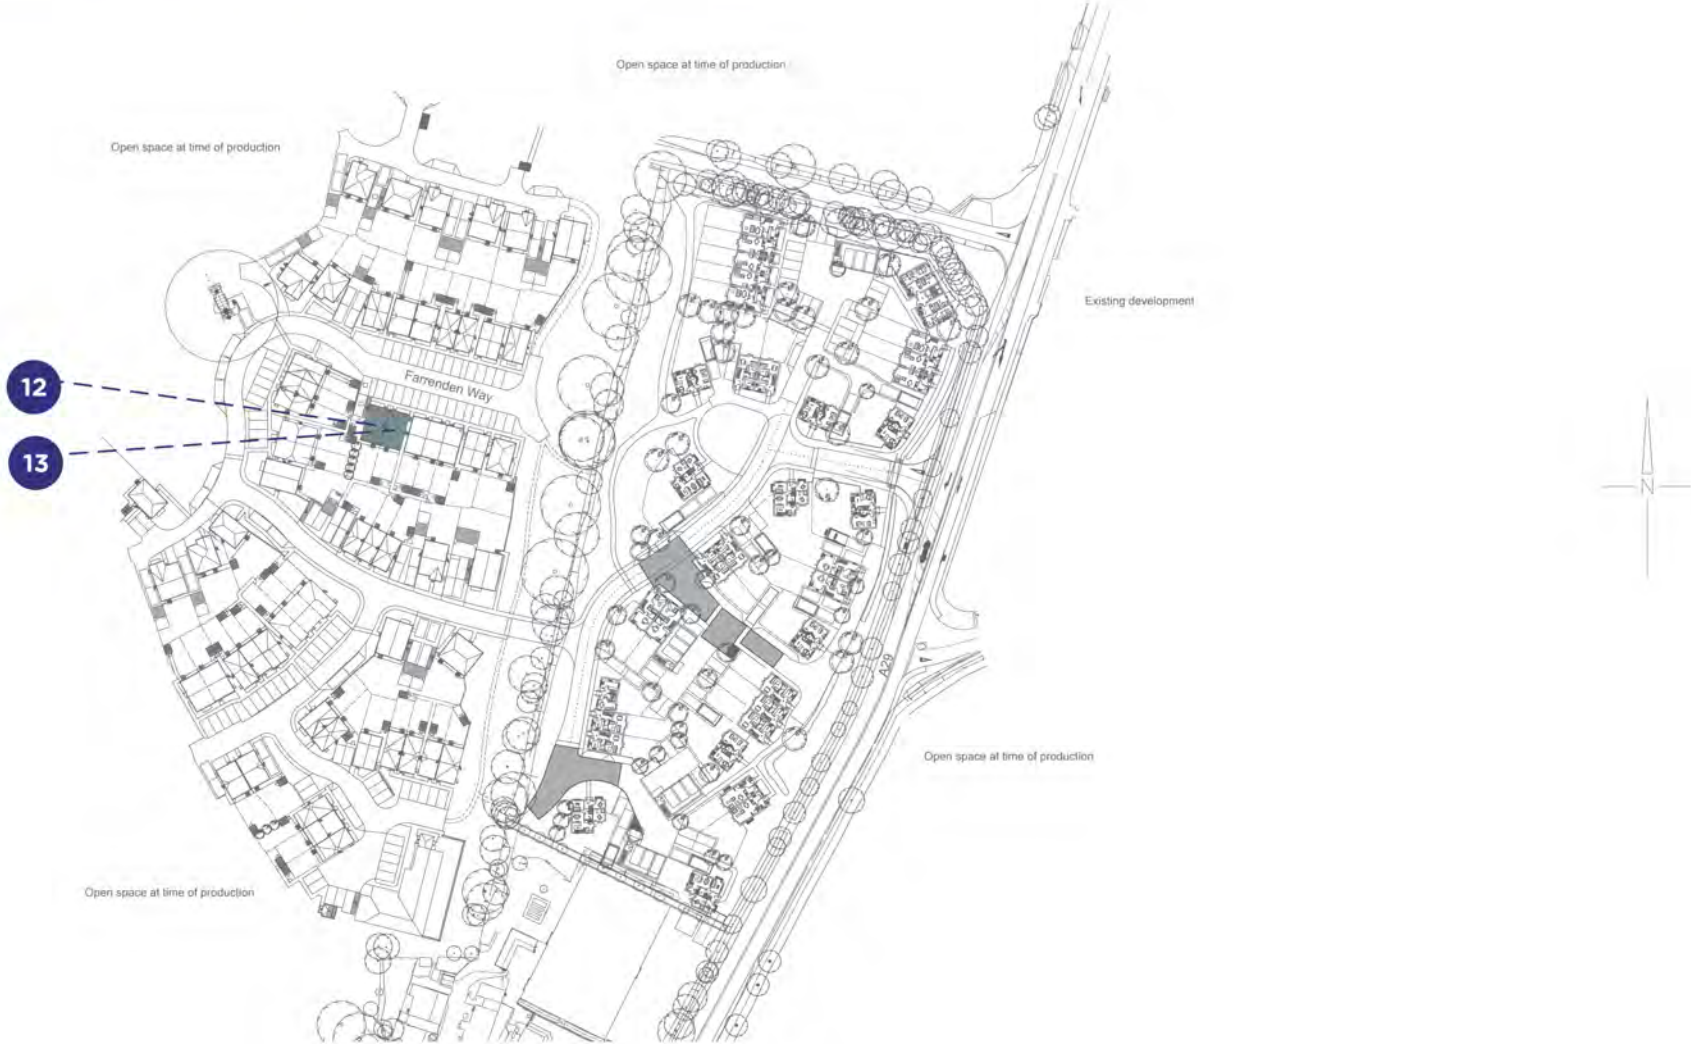 Open space at time of production
Open space at time of production
Existing development
12
Farrenden Way
13
N
A29
Open space at time of production
Open space at time of production